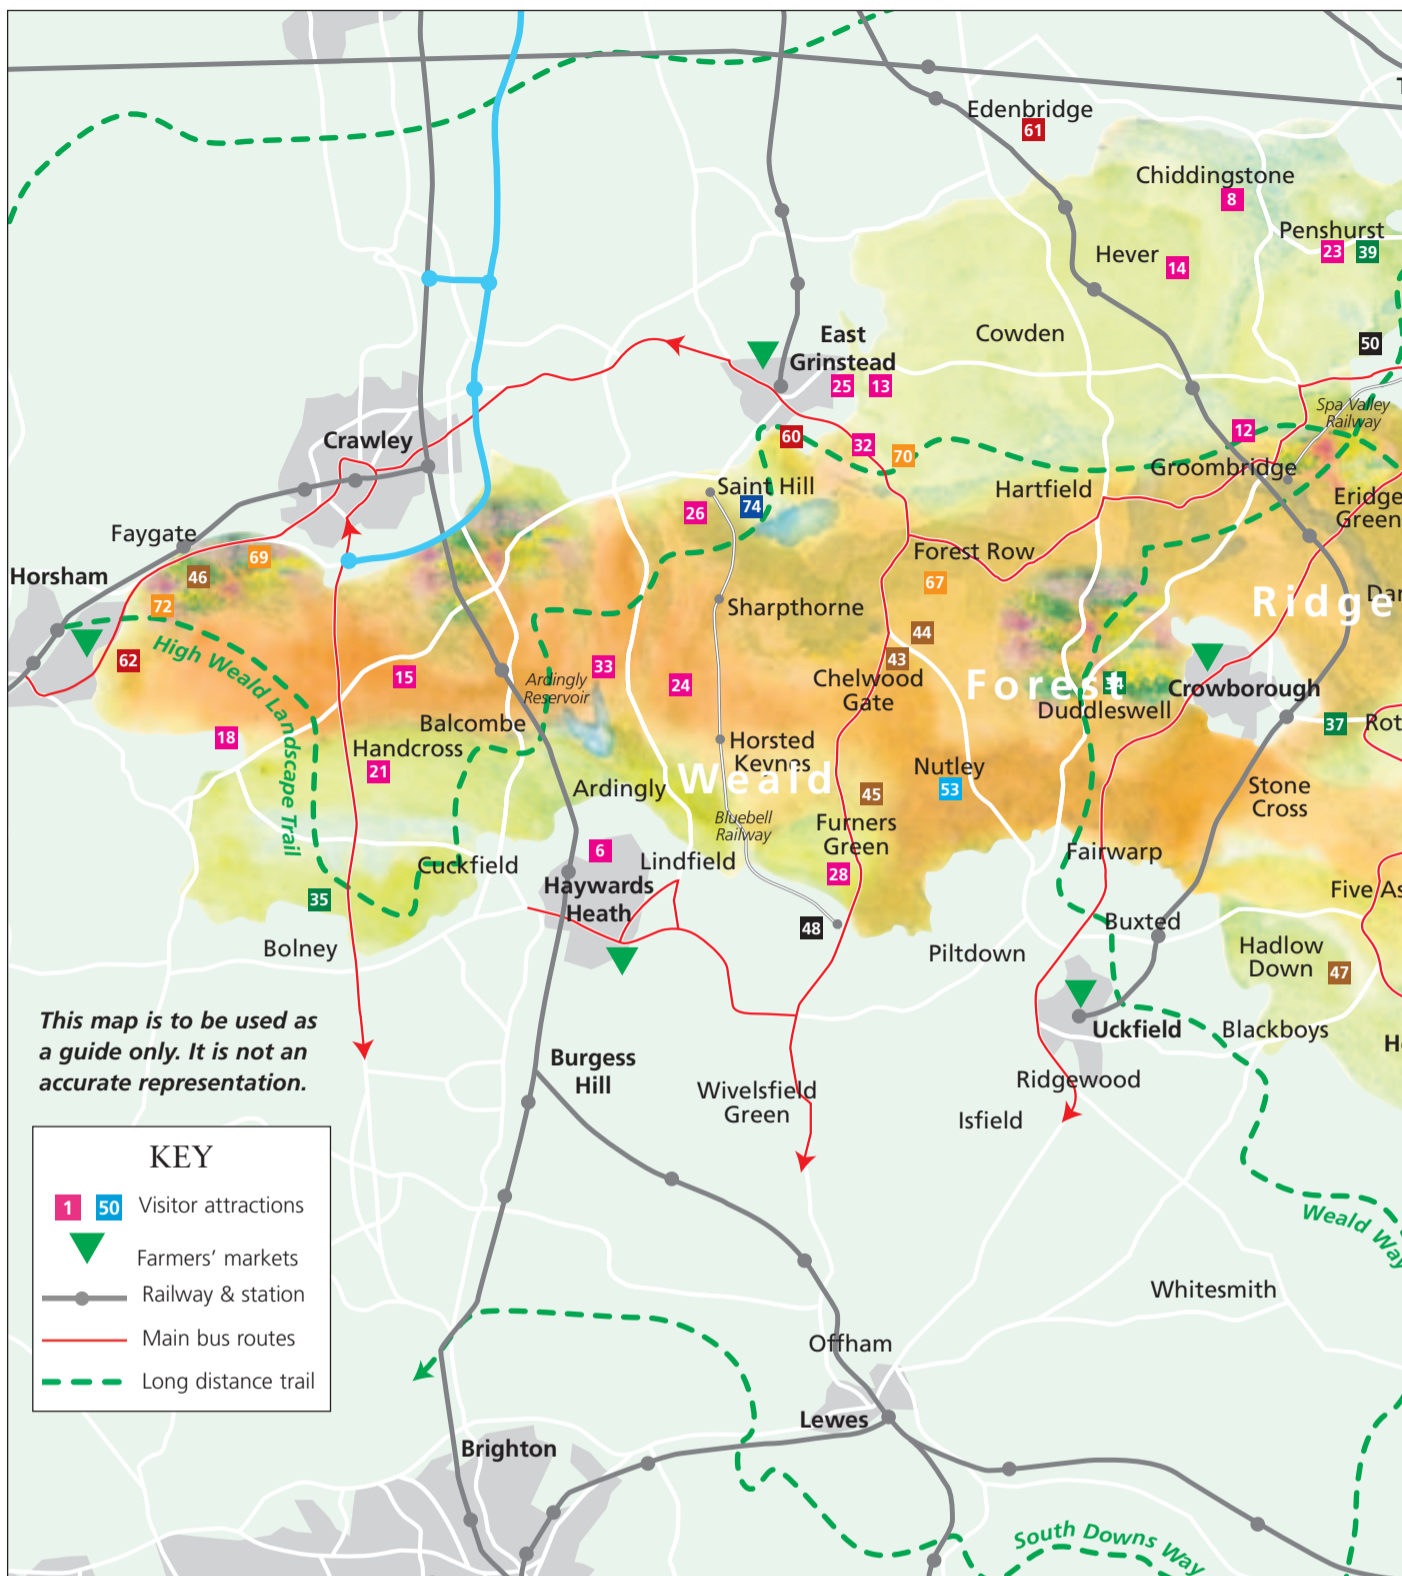 Edenbridge
61
Chiddingstone
8
Penshurst
23 39
Hever
14
Cowden
50
East
Grinstead
25 13
Spa Valley
Railway
12
Crawley
60
32
70
Groombridge
Saint Hill
Hartfield
26
74
Eridge
Green
Faygate
69
Forest Row
Horsham
46
67
72
Sharpthorne
Ridge
44
High Weald Landscape Trail
62
43
33
15
Ardingly
Reservoir
24
Chelwood
Gate
Forest
34
Crowborough
Duddleswell
Balcombe
37
Rot
18
Handcross
21
Horsted
Keynes
Weald
Nutley
53
Ardingly
45
Stone
Cross
Bluebell
Railway
Furners
Green
6
Lindfield
Fairwarp
Cuckfield
28
Haywards
Heath
35
Five As
48
Buxted
Bolney
Piltdown
Hadlow
Down
47
This map is to be used as
a guide only. It is not an
accurate representation.
Uckfield
Blackboys
Burgess
Hill
Ridgewood
Wivelsfield
Green
Isfield
KEY
1 50 Visitor attractions
Farmers’ markets
Railway & station
Main bus routes
Long distance trail
Weald Way
Whitesmith
Offham
Lewes
Brighton
South Downs Way